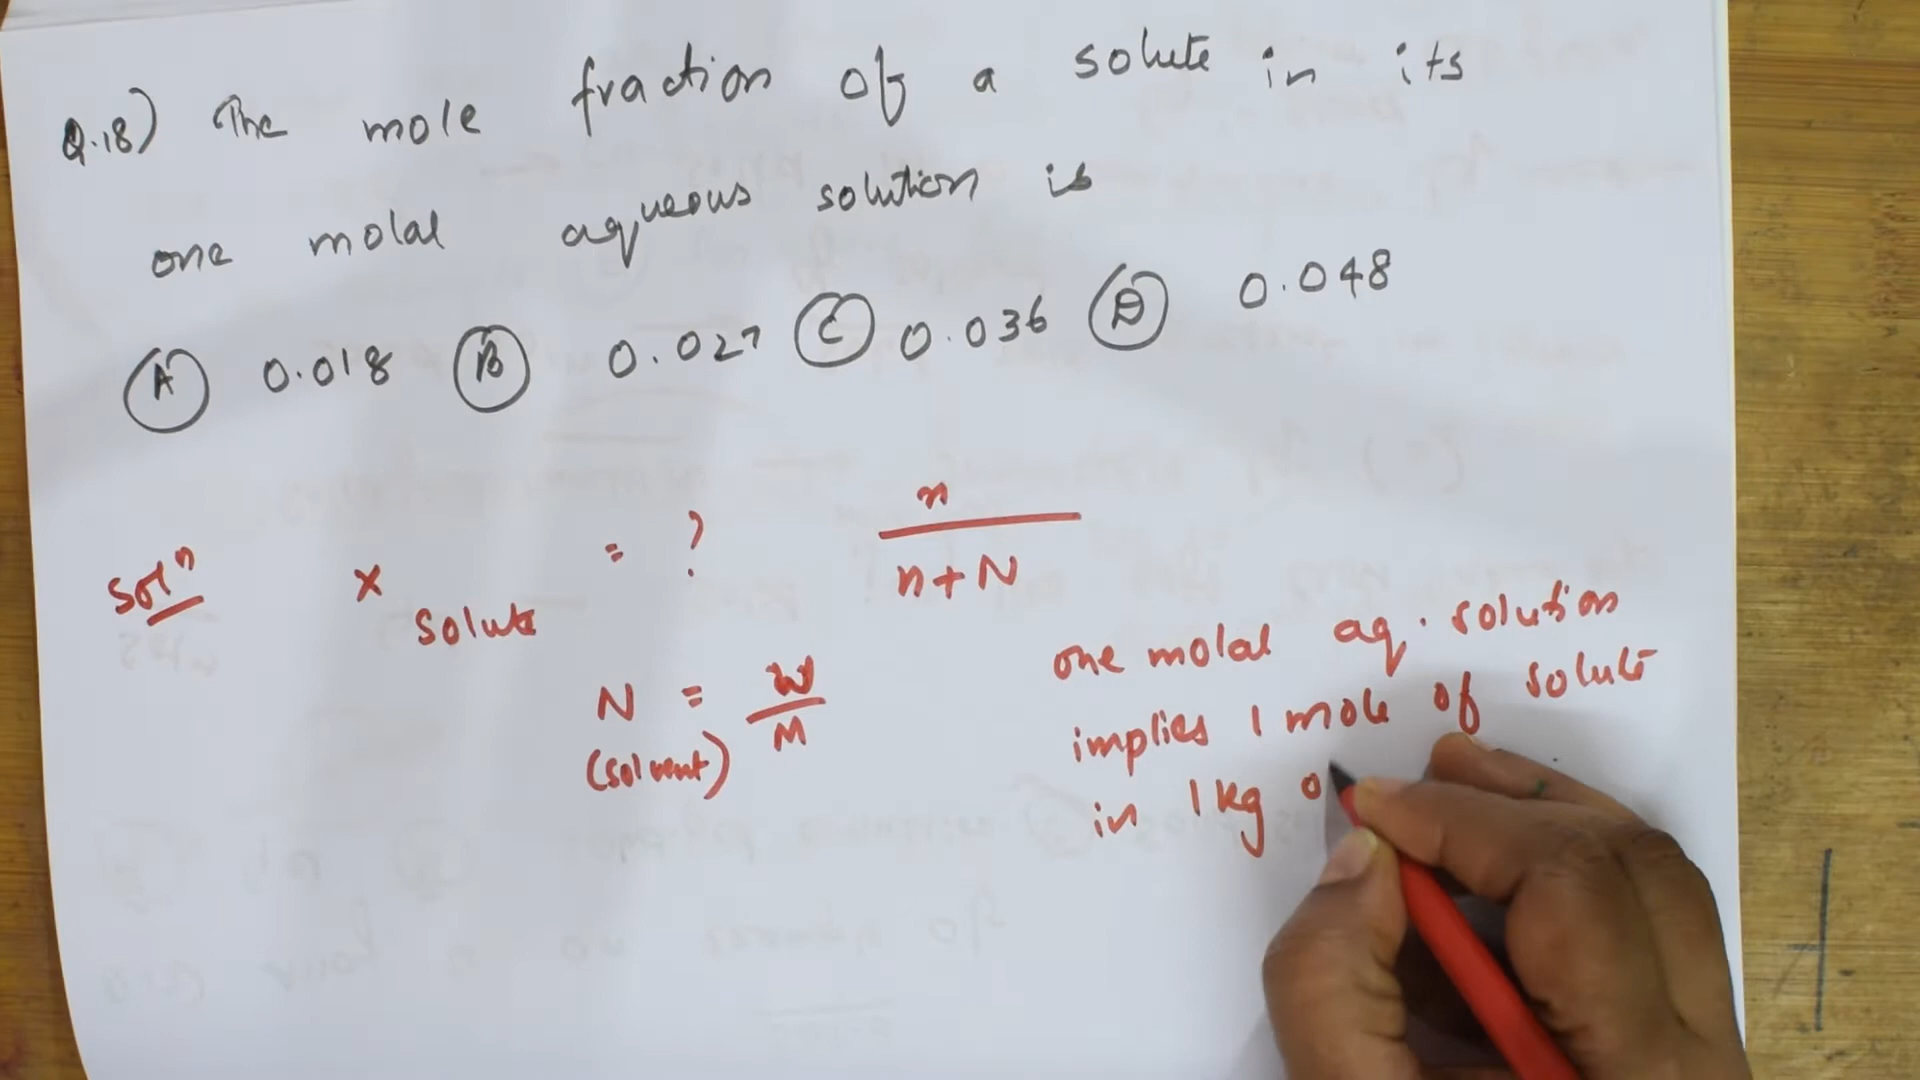 Q.18) The mole fraction of a solute in its
one molal aqueous solution is
(A) 0.018 (B) 0.027 (C) 0.036 (D) 0.048
Solⁿ x solute = ? n / n+N
N (solvent) = W / M
one molal aq. solution
implies 1 mole of solute
in 1kg o